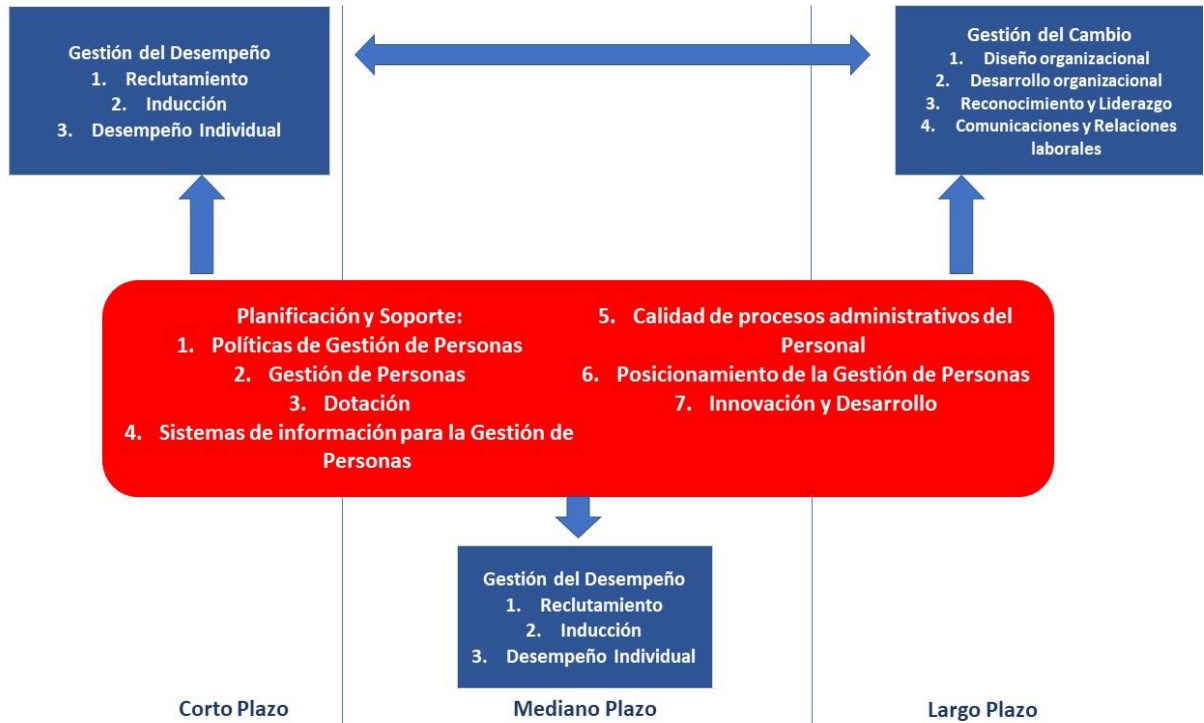 Gestión del Desempeño
1. Reclutamiento
2. Inducción
3. Desempeño Individual
Gestión del Cambio
1. Diseño organizacional
2. Desarrollo organizacional
3. Reconocimiento y Liderazgo
4. Comunicaciones y Relaciones
laborales
Planificación y Soporte:
1. Políticas de Gestión de Personas
2. Gestión de Personas
3. Dotación
4. Sistemas de información para la Gestión de
Personas
5. Calidad de procesos administrativos del
Personal
6. Posicionamiento de la Gestión de Personas
7. Innovación y Desarrollo
Gestión del Desempeño
1. Reclutamiento
2. Inducción
3. Desempeño Individual
Corto Plazo
Mediano Plazo
Largo Plazo